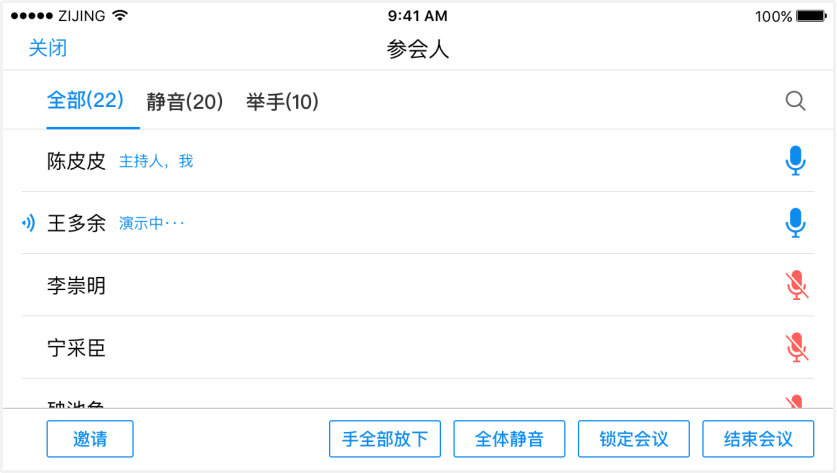 ZIJING 9:41 AM 100%
关闭 参会人
全部(22) 静音(20) 举手(10)
陈皮皮 主持人，我
王多余 演示中···
李崇明
宁采臣
邀请 手全部放下 全体静音 锁定会议 结束会议